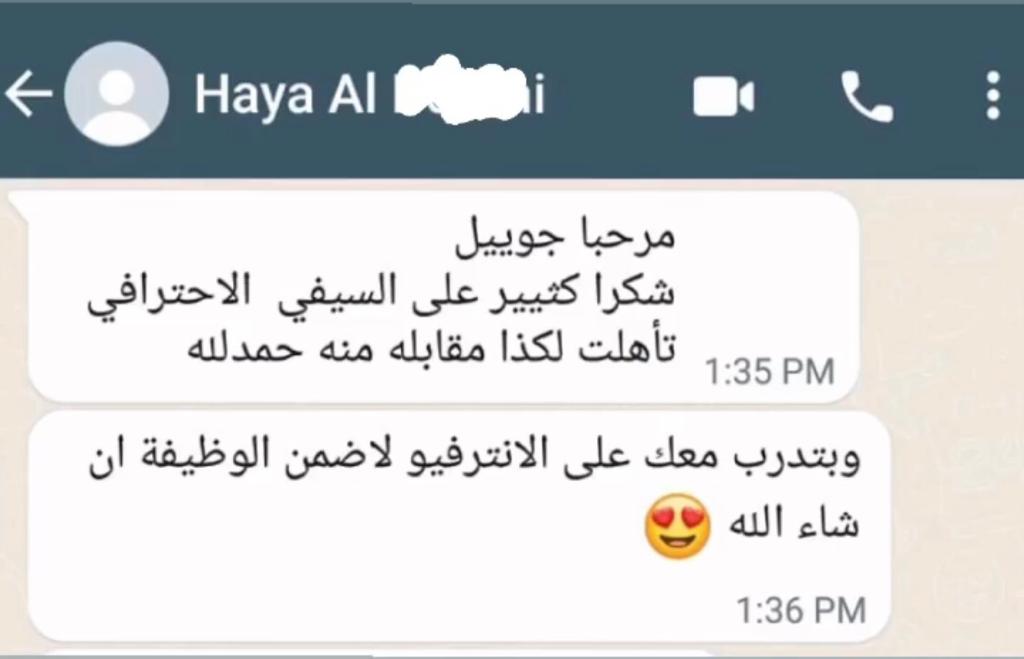 Haya Al
مرحبا جوييل
شكرا كثيير على السيفي الاحترافي
تأهلت لكذا مقابله منه حمدلله
1:35 PM
وبتدرب معك على الانترفيو لاضمن الوظيفة ان
شاء الله 😍
1:36 PM